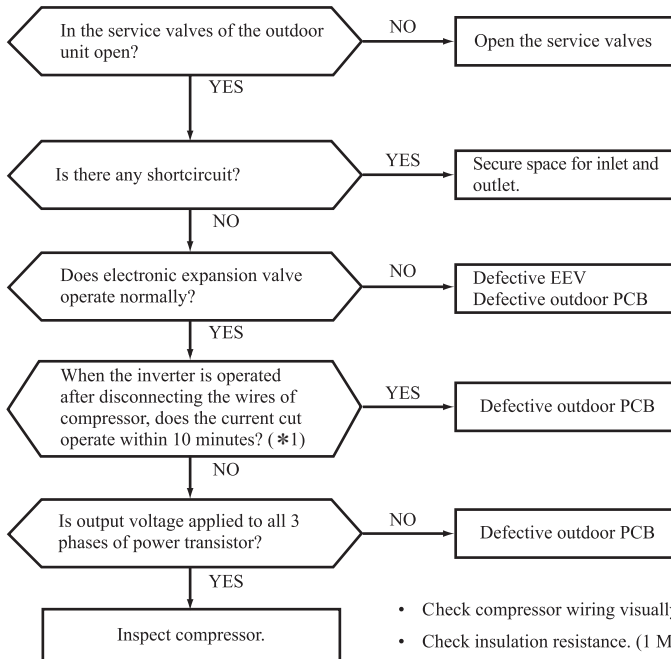 In the service valves of the outdoor
unit open?
NO
Open the service valves
YES
Is there any shortcircuit?
YES
Secure space for inlet and
outlet.
NO
Does electronic expansion valve
operate normally?
NO
Defective EEV
Defective outdoor PCB
YES
When the inverter is operated
after disconnecting the wires of
compressor, does the current cut
operate within 10 minutes? (*1)
YES
Defective outdoor PCB
NO
Is output voltage applied to all 3
phases of power transistor?
NO
Defective outdoor PCB
YES
Inspect compressor.
• Check compressor wiring visually
• Check insulation resistance. (1 M